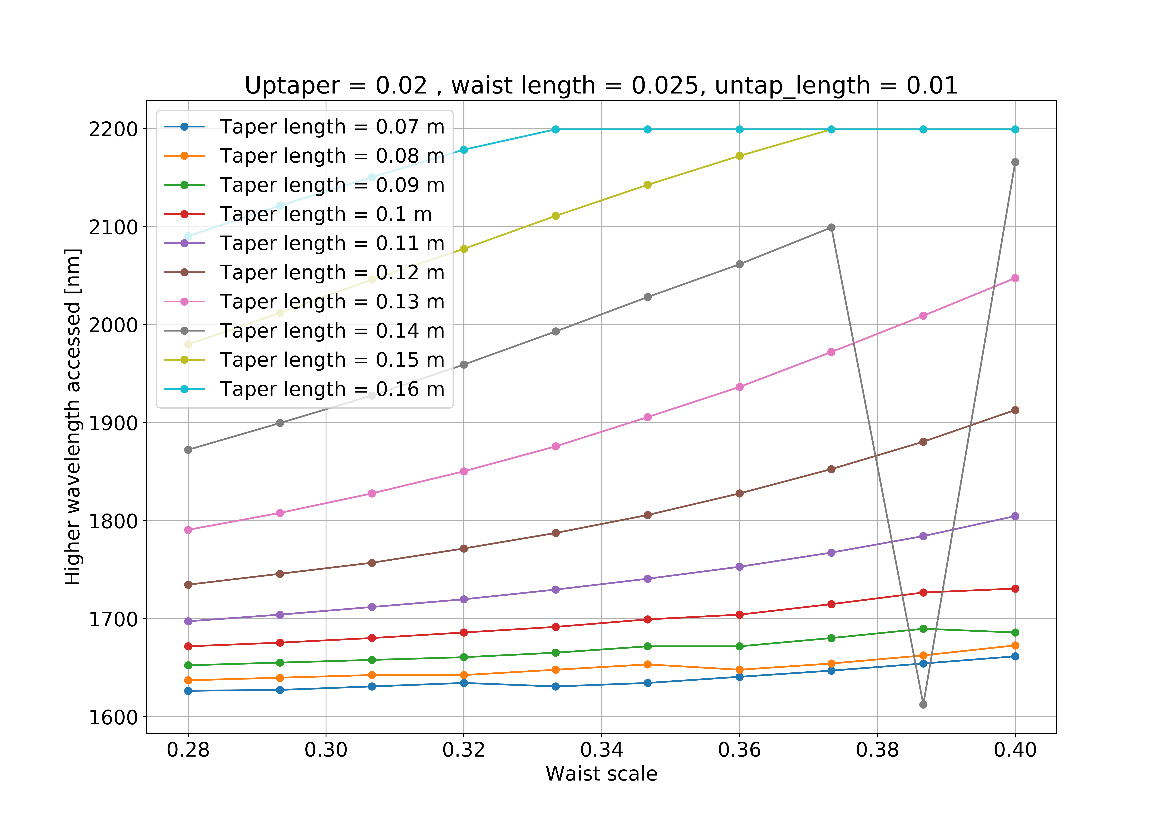 Uptaper = 0.02 , waist length = 0.025, untap_length = 0.01
Higher wavelength accessed [nm]
2200
2100
2000
1900
1800
1700
1600
Taper length = 0.07 m
Taper length = 0.08 m
Taper length = 0.09 m
Taper length = 0.1 m
Taper length = 0.11 m
Taper length = 0.12 m
Taper length = 0.13 m
Taper length = 0.14 m
Taper length = 0.15 m
Taper length = 0.16 m
0.28 0.30 0.32 0.34 0.36 0.38 0.40
Waist scale